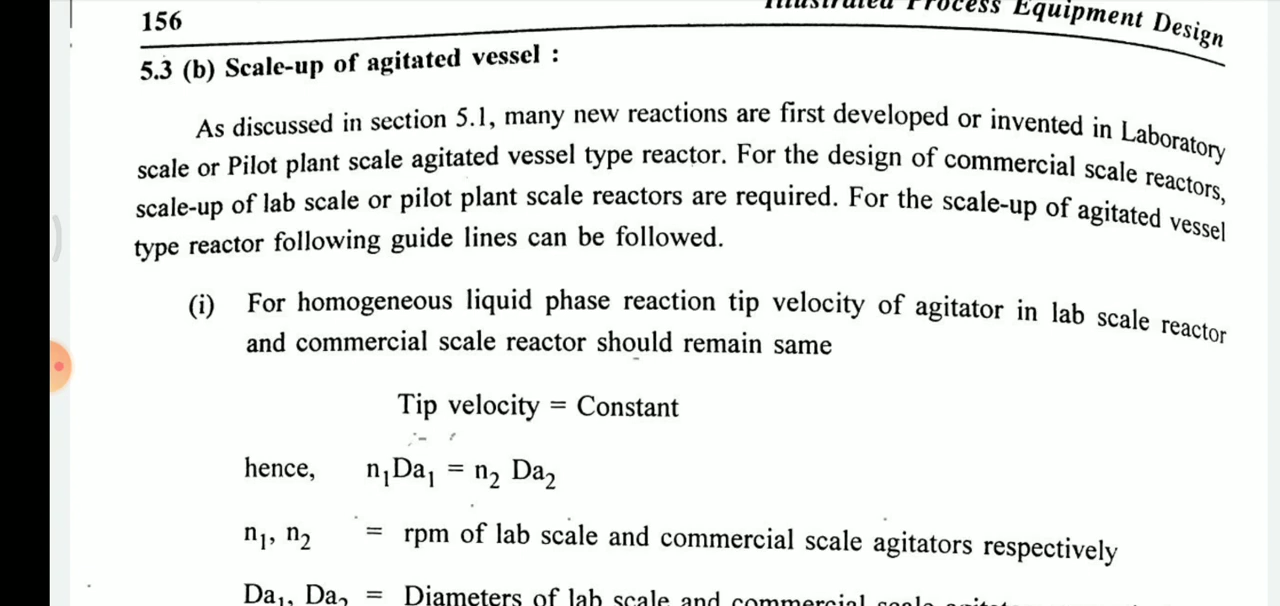 156
Illustrated Process Equipment Design
5.3 (b) Scale-up of agitated vessel :
As discussed in section 5.1, many new reactions are first developed or invented in Laboratory
scale or Pilot plant scale agitated vessel type reactor. For the design of commercial scale reactors,
scale-up of lab scale or pilot plant scale reactors are required. For the scale-up of agitated vessel
type reactor following guide lines can be followed.
(i) For homogeneous liquid phase reaction tip velocity of agitator in lab scale reactor
and commercial scale reactor should remain same
Tip velocity = Constant
hence, n₁Da₁ = n₂ Da₂
n₁, n₂ = rpm of lab scale and commercial scale agitators respectively
Da₁, Da₂ = Diameters of lab scale and commercial scale